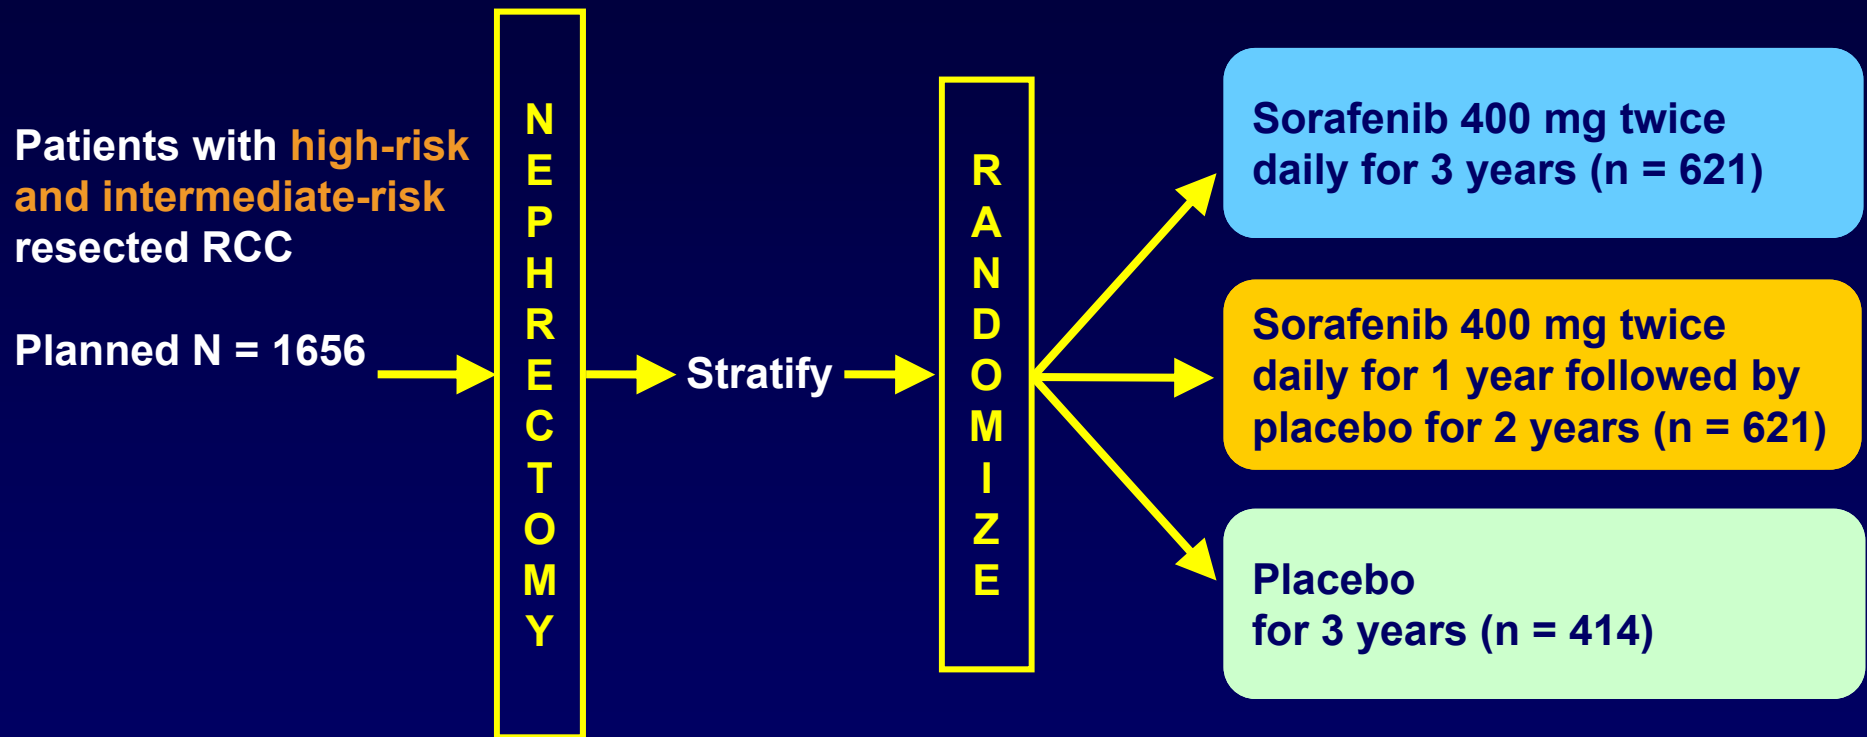 Patients with high-risk
and intermediate-risk
resected RCC
Planned N = 1656
NEPHRECTOMY
Stratify
RANDOMIZE
Sorafenib 400 mg twice
daily for 3 years (n = 621)
Sorafenib 400 mg twice
daily for 1 year followed by
placebo for 2 years (n = 621)
Placebo
for 3 years (n = 414)